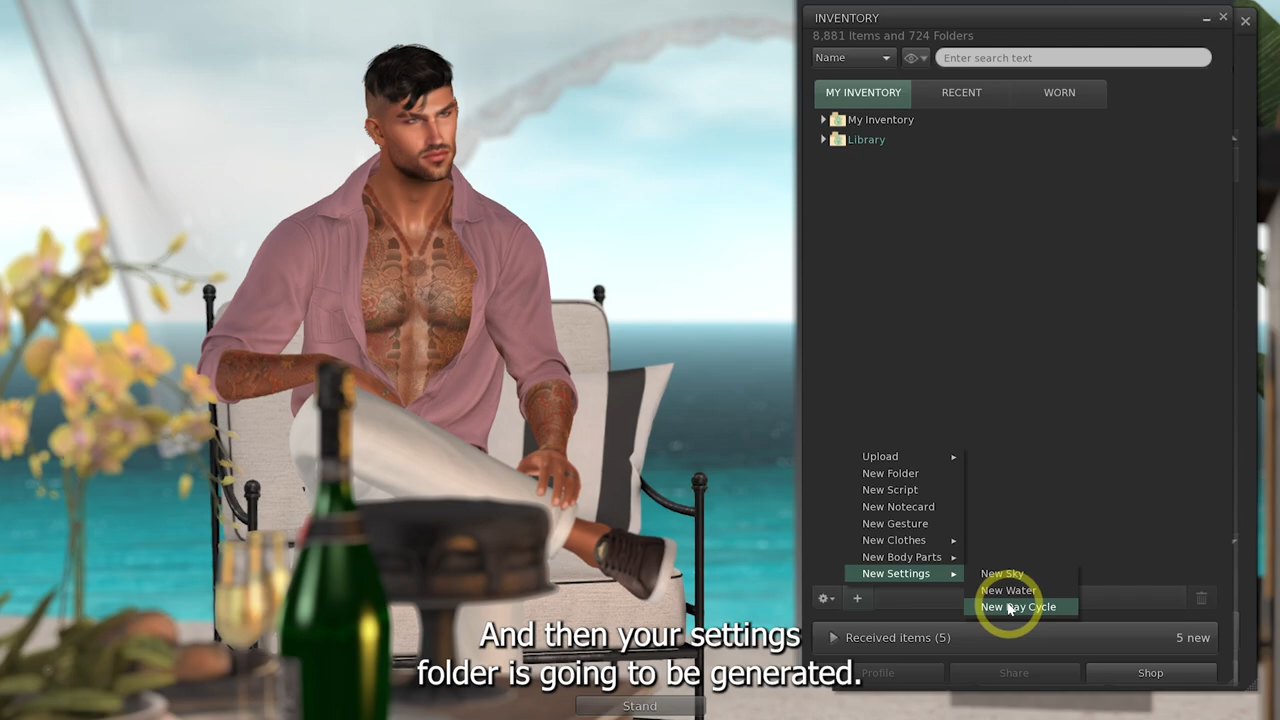 INVENTORY
8,881 Items and 724 Folders
Name
Enter search text
MY INVENTORY
RECENT
WORN
My Inventory
Library
Upload
New Folder
New Script
New Notecard
New Gesture
New Clothes
New Body Parts
New Settings
New Sky
New Water
New Day Cycle
Received items (5)
5 new
Profile
Share
Shop
And then your settings
folder is going to be generated.
Stand